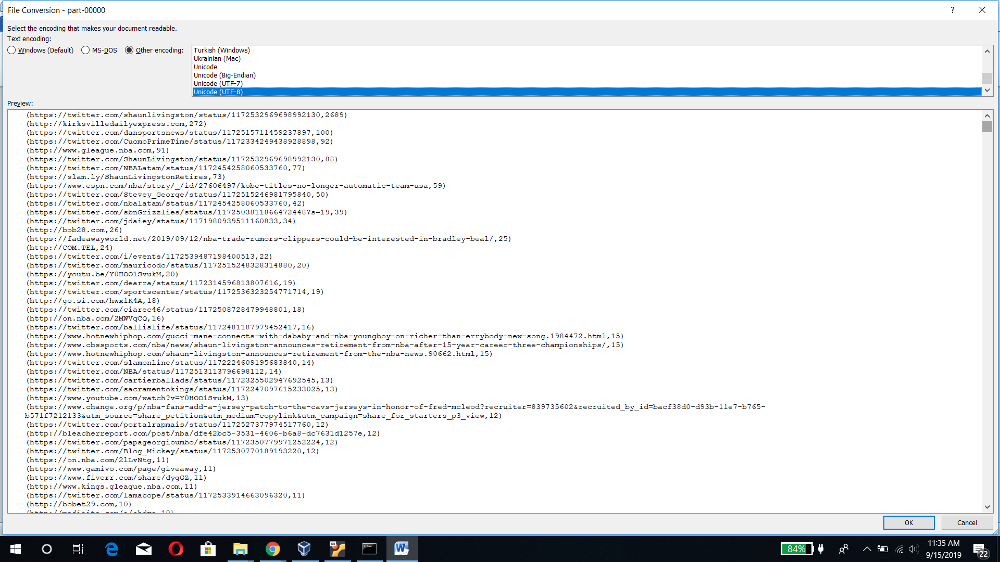 File Conversion - part-00000
?
Select the encoding that makes your document readable.
Text encoding:
Windows (Default) MS-DOS Other encoding:
Turkish (Windows)
Ukrainian (Mac)
Unicode
Unicode (Big-Endian)
Unicode (UTF-7)
Unicode (UTF-8)
Preview:
(https://twitter.com/shaunlivingston/status/1172532969698992130,2689)
(http://kirksvilledailyexpress.com,272)
(https://twitter.com/dansportsnews/status/1172515711459237897,100)
(https://twitter.com/CuomoPrimeTime/status/1172334249438928898,92)
(http://www.gleague.nba.com,91)
(https://twitter.com/ShaunLivingston/status/1172532969698992130,88)
(https://twitter.com/NBALatam/status/1172454258060533760,77)
(https://slam.ly/ShaunLivingstonRetires,73)
(https://www.espn.com/nba/story/_/id/27606497/kobe-titles-no-longer-automatic-team-usa,59)
(https://twitter.com/Stevey_George/status/1172515246981795840,50)
(https://twitter.com/nbalatam/status/1172454258060533760,42)
(https://twitter.com/sbnGrizzlies/status/1172503811866472448?s=19,39)
(https://twitter.com/jdaiey/status/1171980939511160833,34)
(http://bob28.com,26)
(https://fadeawayworld.net/2019/09/12/nba-trade-rumors-clippers-could-be-interested-in-bradley-beal/,25)
(http://COM.TEL,24)
(https://twitter.com/i/events/1172539487198400513,22)
(https://twitter.com/mauricodo/status/1172515248328314880,20)
(https://youtu.be/Y0HOO1SvukM,20)
(https://twitter.com/dearra/status/1172314596813807616,19)
(https://twitter.com/sportscenter/status/1172536323254771714,19)
(http://go.si.com/hwx1K4A,18)
(https://twitter.com/ciarec46/status/1172508728479948801,18)
(http://on.nba.com/2MWVqCQ,16)
(https://twitter.com/ballislife/status/1172481187979452417,16)
(https://www.hotnewhiphop.com/gucci-mane-connects-with-dababy-and-nba-youngboy-on-richer-than-errybody-new-song.1984472.html,15)
(https://www.cbssports.com/nba/news/shaun-livingston-announces-retirement-from-nba-after-15-year-career-three-championships/,15)
(https://www.hotnewhiphop.com/shaun-livingston-announces-retirement-from-the-nba-news.90662.html,15)
(https://twitter.com/slamonline/status/1172224609195683840,14)
(https://twitter.com/NBA/status/1172513113796698112,14)
(https://twitter.com/cartierballads/status/1172325502947692545,13)
(https://twitter.com/sacramentokings/status/1172247097615233025,13)
(https://www.youtube.com/watch?v=Y0HOO1SvukM,13)
(https://www.change.org/p/nba-fans-add-a-jersey-patch-to-the-cavs-jerseys-in-honor-of-fred-mcleod?recruiter=839735602&recruited_by_id=bacf38d0-d93b-11e7-b765-
b571f7212133&utm_source=share_petition&utm_medium=copylink&utm_campaign=share_for_starters_p3_view,12)
(https://twitter.com/portalrapmais/status/1172527377974517760,12)
(http://bleacherreport.com/post/nba/dfe42bc5-3531-4606-b6a8-dc7631d1257e,12)
(https://twitter.com/papageorgioumbo/status/1172350779971252224,12)
(https://twitter.com/Blog_Mickey/status/1172530770189193220,12)
(https://on.nba.com/2lLvNtg,11)
(https://www.gamivo.com/page/giveaway,11)
(https://www.fiverr.com/share/dygGZ,11)
(http://www.kings.gleague.nba.com,11)
(https://twitter.com/lamacope/status/1172533914663096320,11)
(http://bobet29.com,10)
OK Cancel
64
84%
11:35 AM
9/15/2019
22